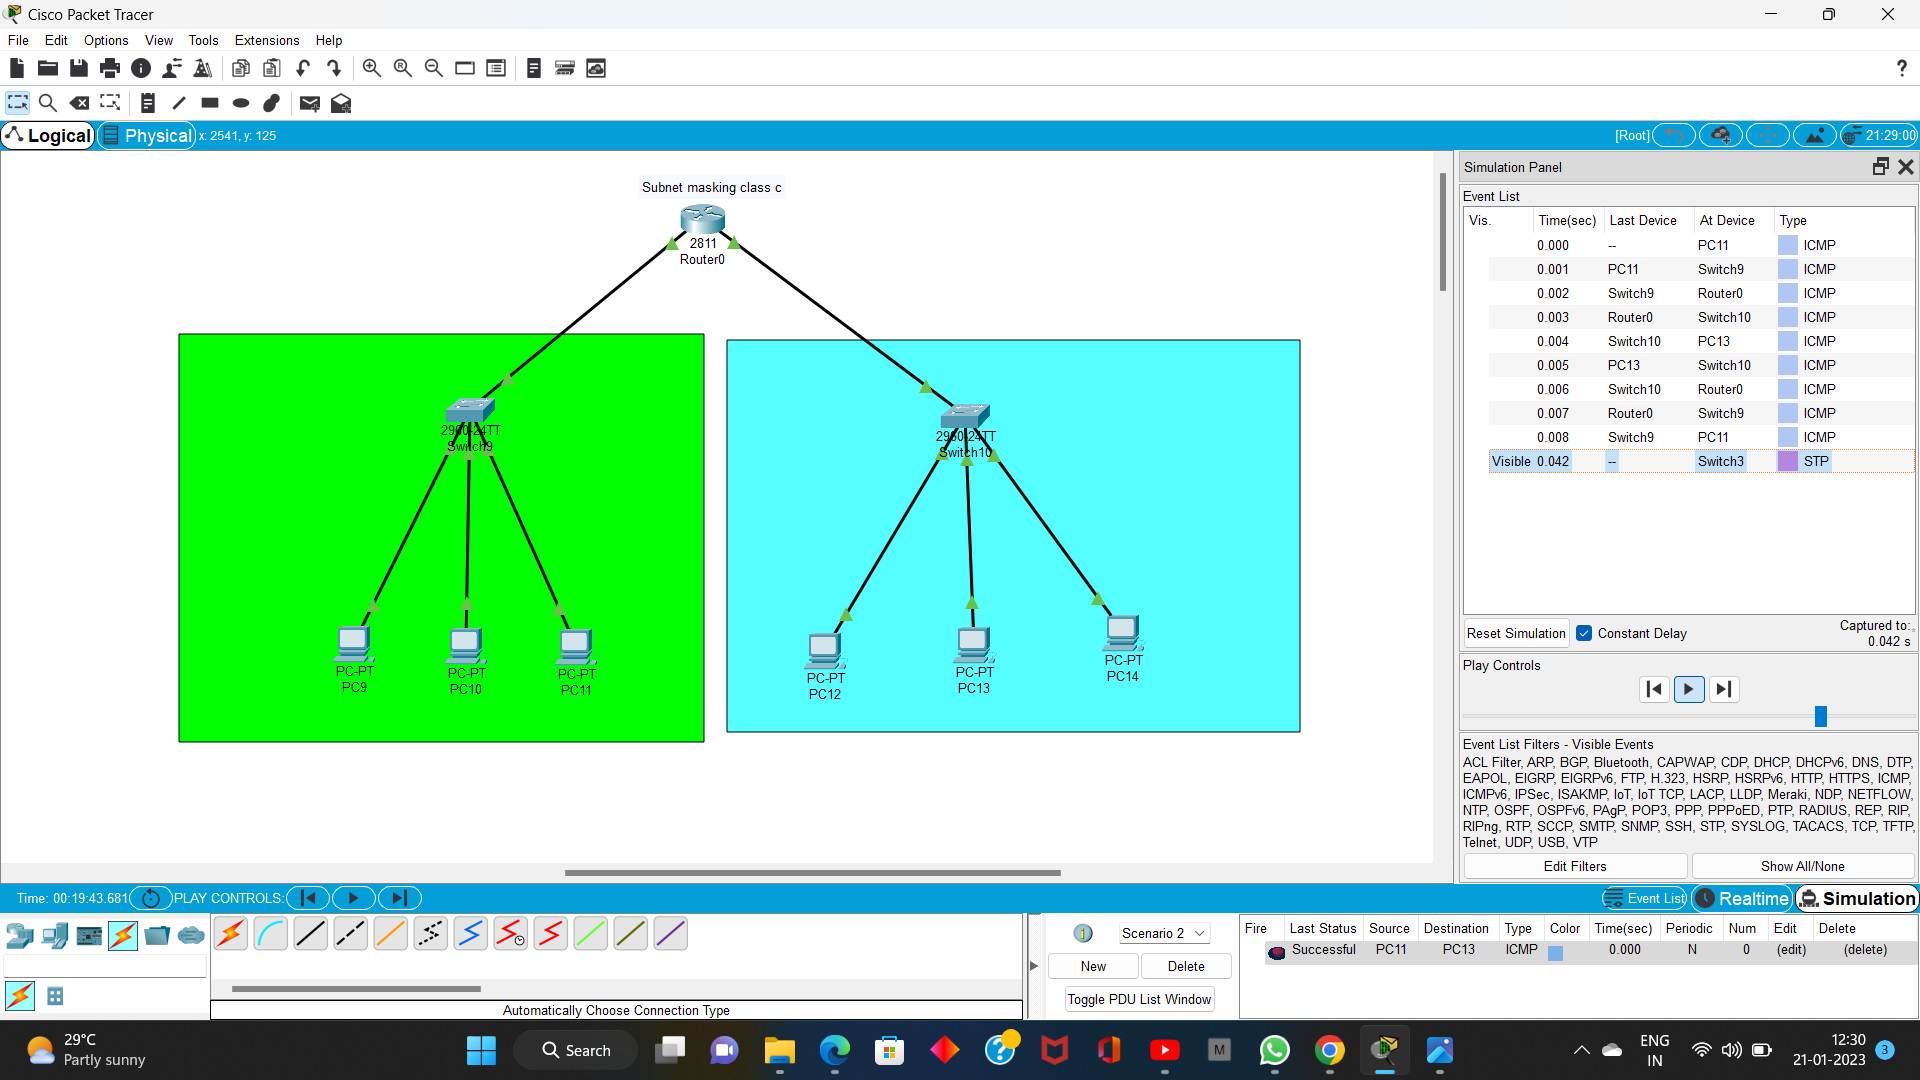 Cisco Packet Tracer
File Edit Options View Tools Extensions Help
Logical Physical x: 2541, y: 125 [Root] 21:29:00
Subnet masking class c
2811
Router0
2960-24TT
Switch9
2960-24TT
Switch10
PC-PT
PC9
PC-PT
PC10
PC-PT
PC11
PC-PT
PC12
PC-PT
PC13
PC-PT
PC14
Simulation Panel
Event List
Vis. Time(sec) Last Device At Device Type
0.000 -- PC11 ICMP
0.001 PC11 Switch9 ICMP
0.002 Switch9 Router0 ICMP
0.003 Router0 Switch10 ICMP
0.004 Switch10 PC13 ICMP
0.005 PC13 Switch10 ICMP
0.006 Switch10 Router0 ICMP
0.007 Router0 Switch9 ICMP
0.008 Switch9 PC11 ICMP
Visible 0.042 -- Switch3 STP
Reset Simulation Constant Delay Captured to:
0.042 s
Play Controls
Event List Filters - Visible Events
ACL Filter, ARP, BGP, Bluetooth, CAPWAP, CDP, DHCP, DHCPv6, DNS, DTP,
EAPOL, EIGRP, EIGRPv6, FTP, H.323, HSRP, HSRPv6, HTTP, HTTPS, ICMP,
ICMPv6, IPSec, ISAKMP, IoT, IoT TCP, LACP, LLDP, Meraki, NDP, NETFLOW,
NTP, OSPF, OSPFv6, PAgP, POP3, PPP, PPPoED, PTP, RADIUS, REP, RIP,
RIPng, RTP, SCCP, SMTP, SNMP, SSH, STP, SYSLOG, TACACS, TCP, TFTP,
Telnet, UDP, USB, VTP
Edit Filters Show All/None
Time: 00:19:43.681 PLAY CONTROLS: Event List Realtime Simulation
Scenario 2
New Delete
Toggle PDU List Window
Fire Last Status Source Destination Type Color Time(sec) Periodic Num Edit Delete
Successful PC11 PC13 ICMP 0.000 N 0 (edit) (delete)
Automatically Choose Connection Type
29°C
Partly sunny
Search
M
ENG
IN
12:30
21-01-2023
3